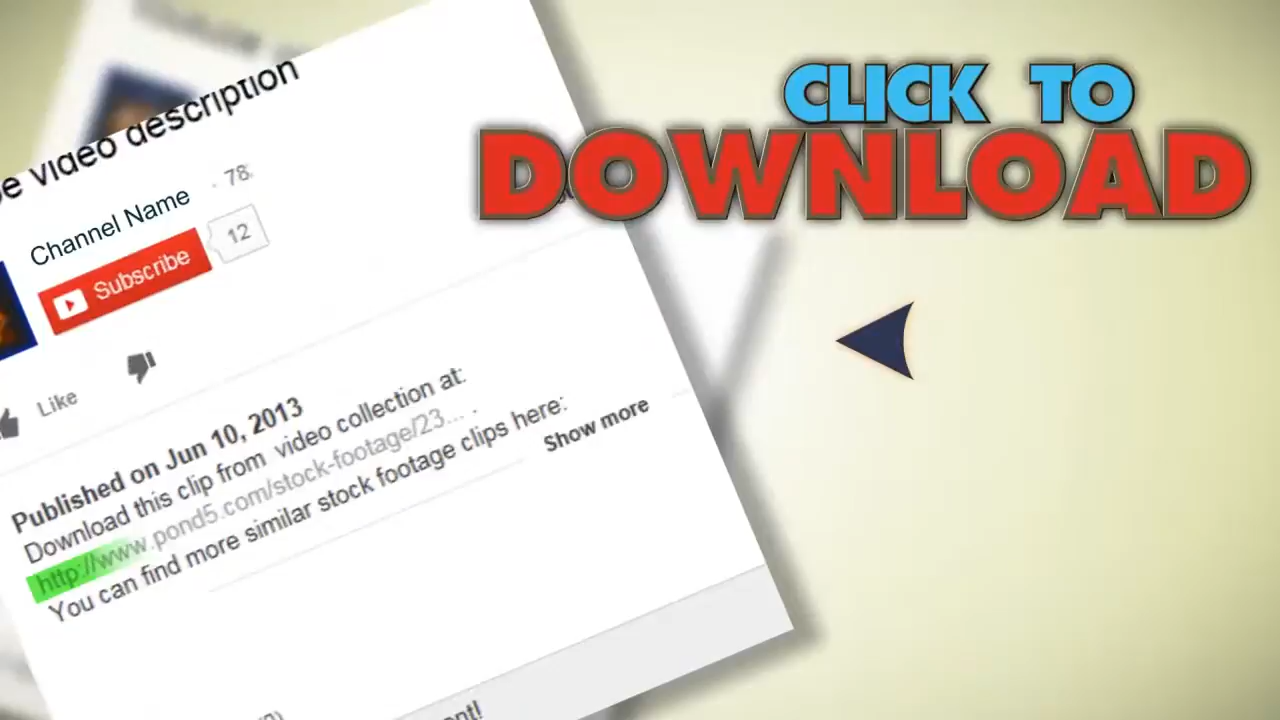 CLICK TO
DOWNLOAD
video description
Channel Name
78
Subscribe
12
Like
Published on Jun 10, 2013
Download this clip from video collection at:
http://www.pond5.com/stock-footage/23... .
You can find more similar stock footage clips here:
Show more